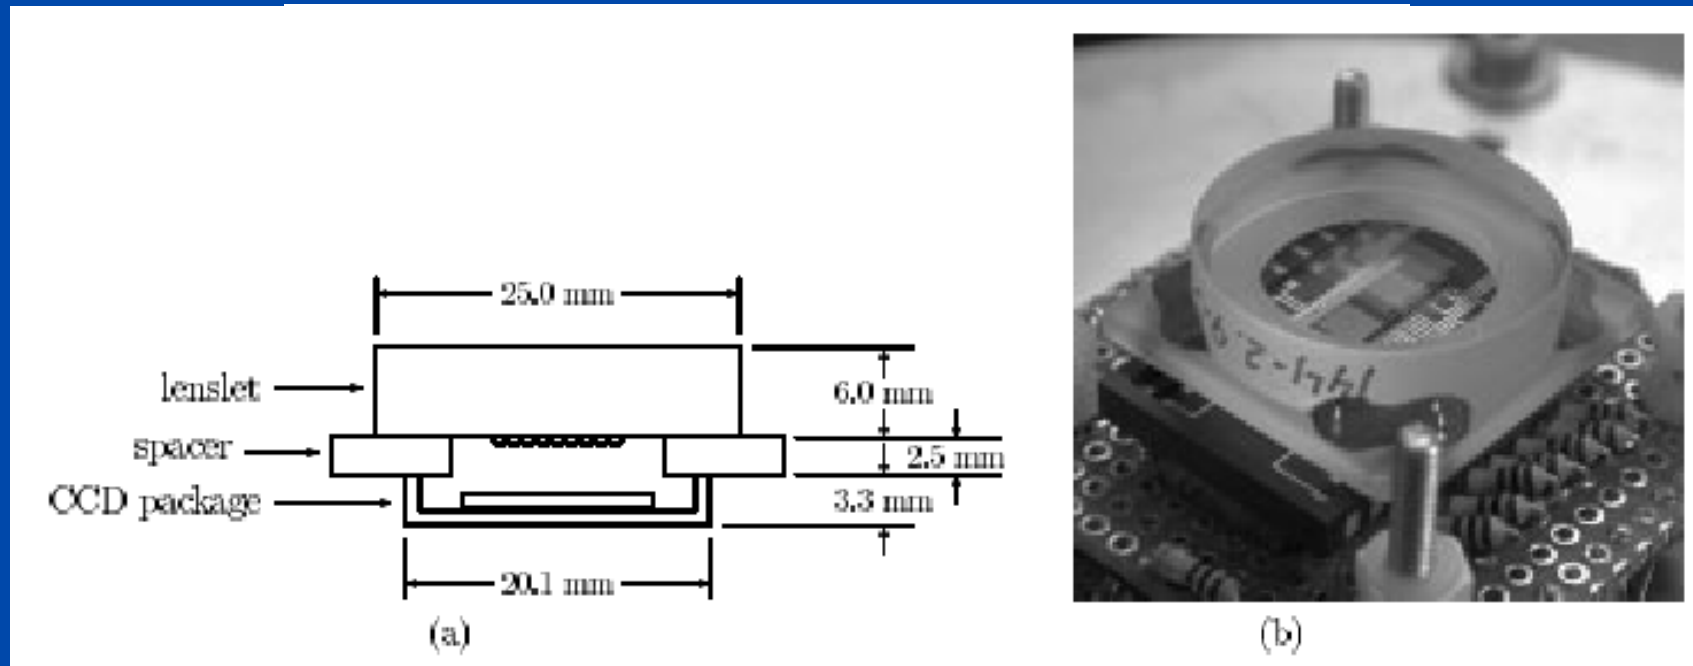 25.0 mm
lenslet
6.0 mm
spacer
2.5 mm
CCD package
3.3 mm
20.1 mm
(a)
(b)